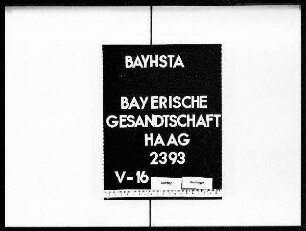 BAYHSTA
BAYERISCHE
GESANDTSCHAFT
HAAG
2393
V-16